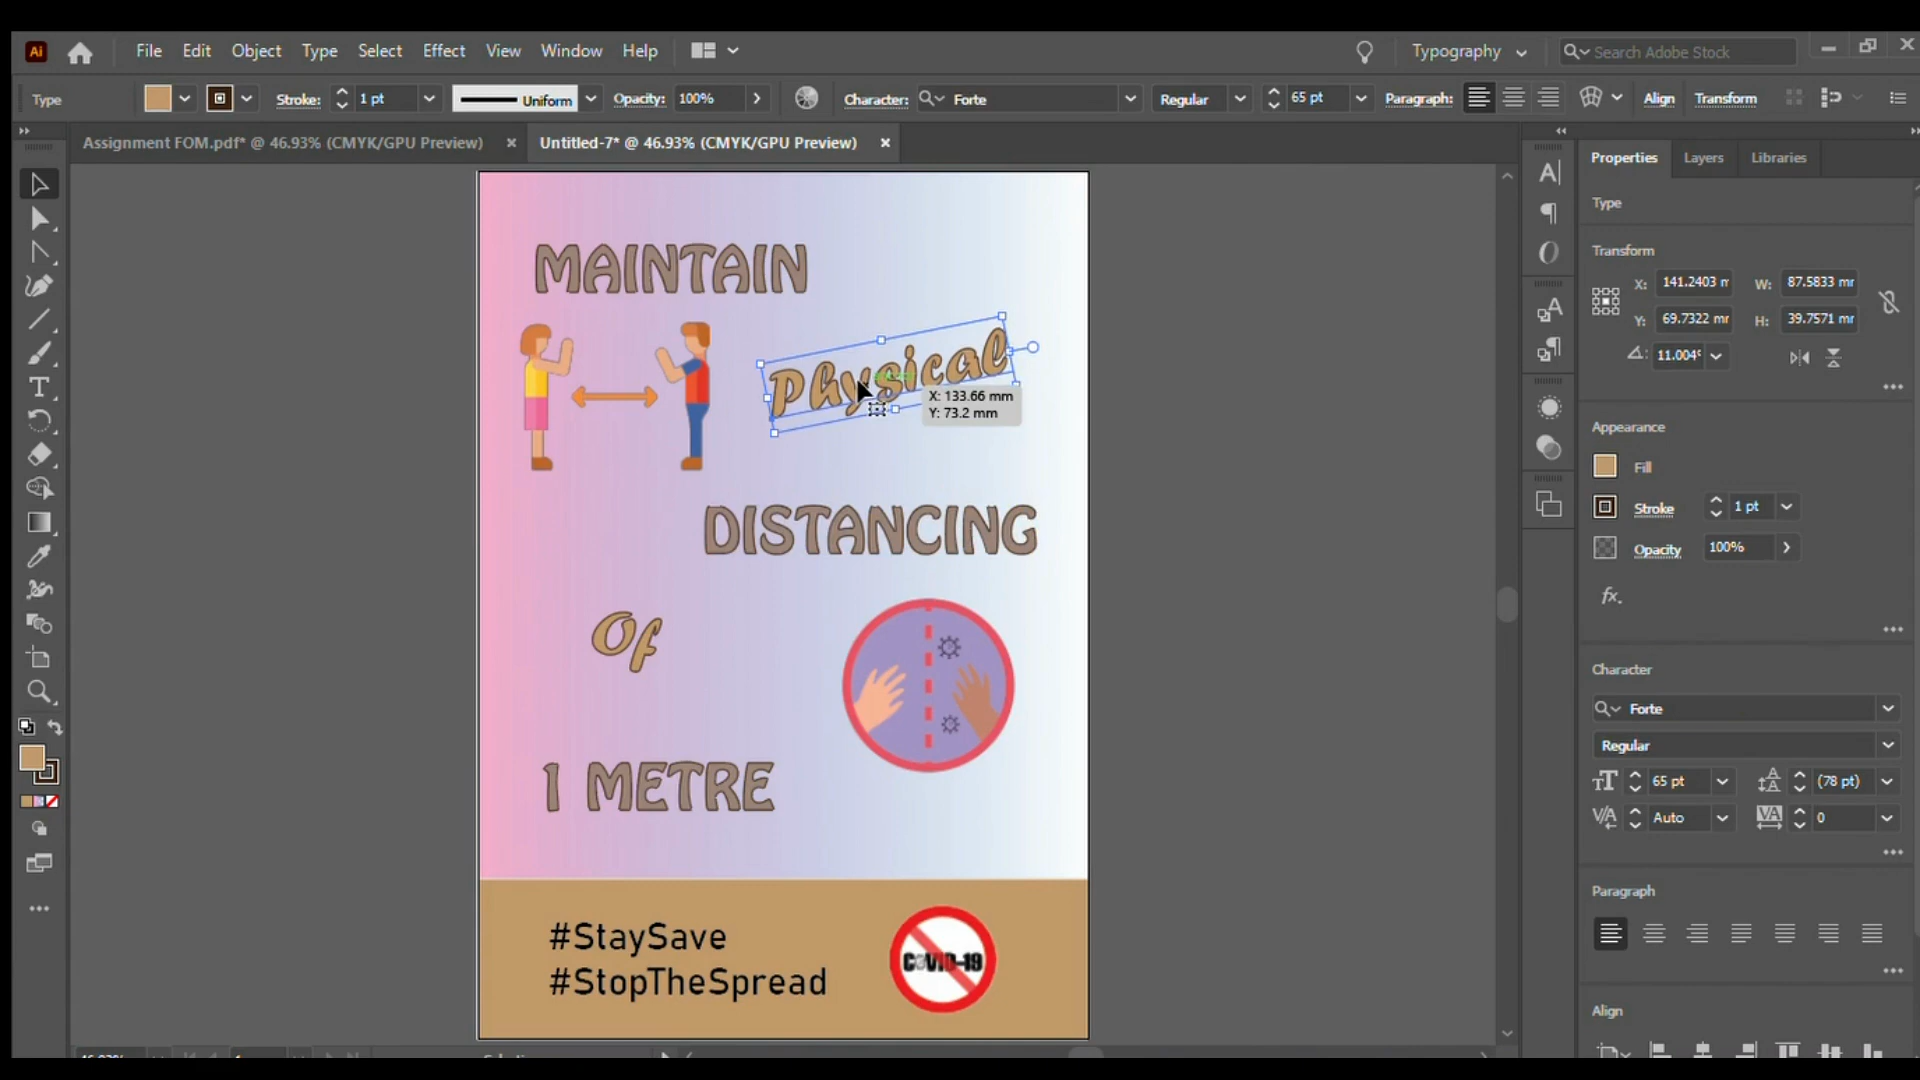 Ai File Edit Object Type Select Effect View Window Help Typography Search Adobe Stock
Type Stroke: 1 pt Uniform Opacity: 100% Character: Forte Regular 65 pt Paragraph: Align Transform
Assignment FOM.pdf* @ 46.93% (CMYK/GPU Preview) Untitled-7* @ 46.93% (CMYK/GPU Preview)
MAINTAIN
Physical
X: 133.66 mm
Y: 73.2 mm
DISTANCING
Of
1 METRE
#StaySave
#StopTheSpread
COVID-19
Properties Layers Libraries
Type
Transform
X: 141.2403 m W: 87.5833 mm
Y: 69.7322 mm H: 39.7571 mm
11.004°
Appearance
Fill
Stroke 1 pt
Opacity 100%
fx.
Character
Forte
Regular
65 pt (78 pt)
Auto 0
Paragraph
Align